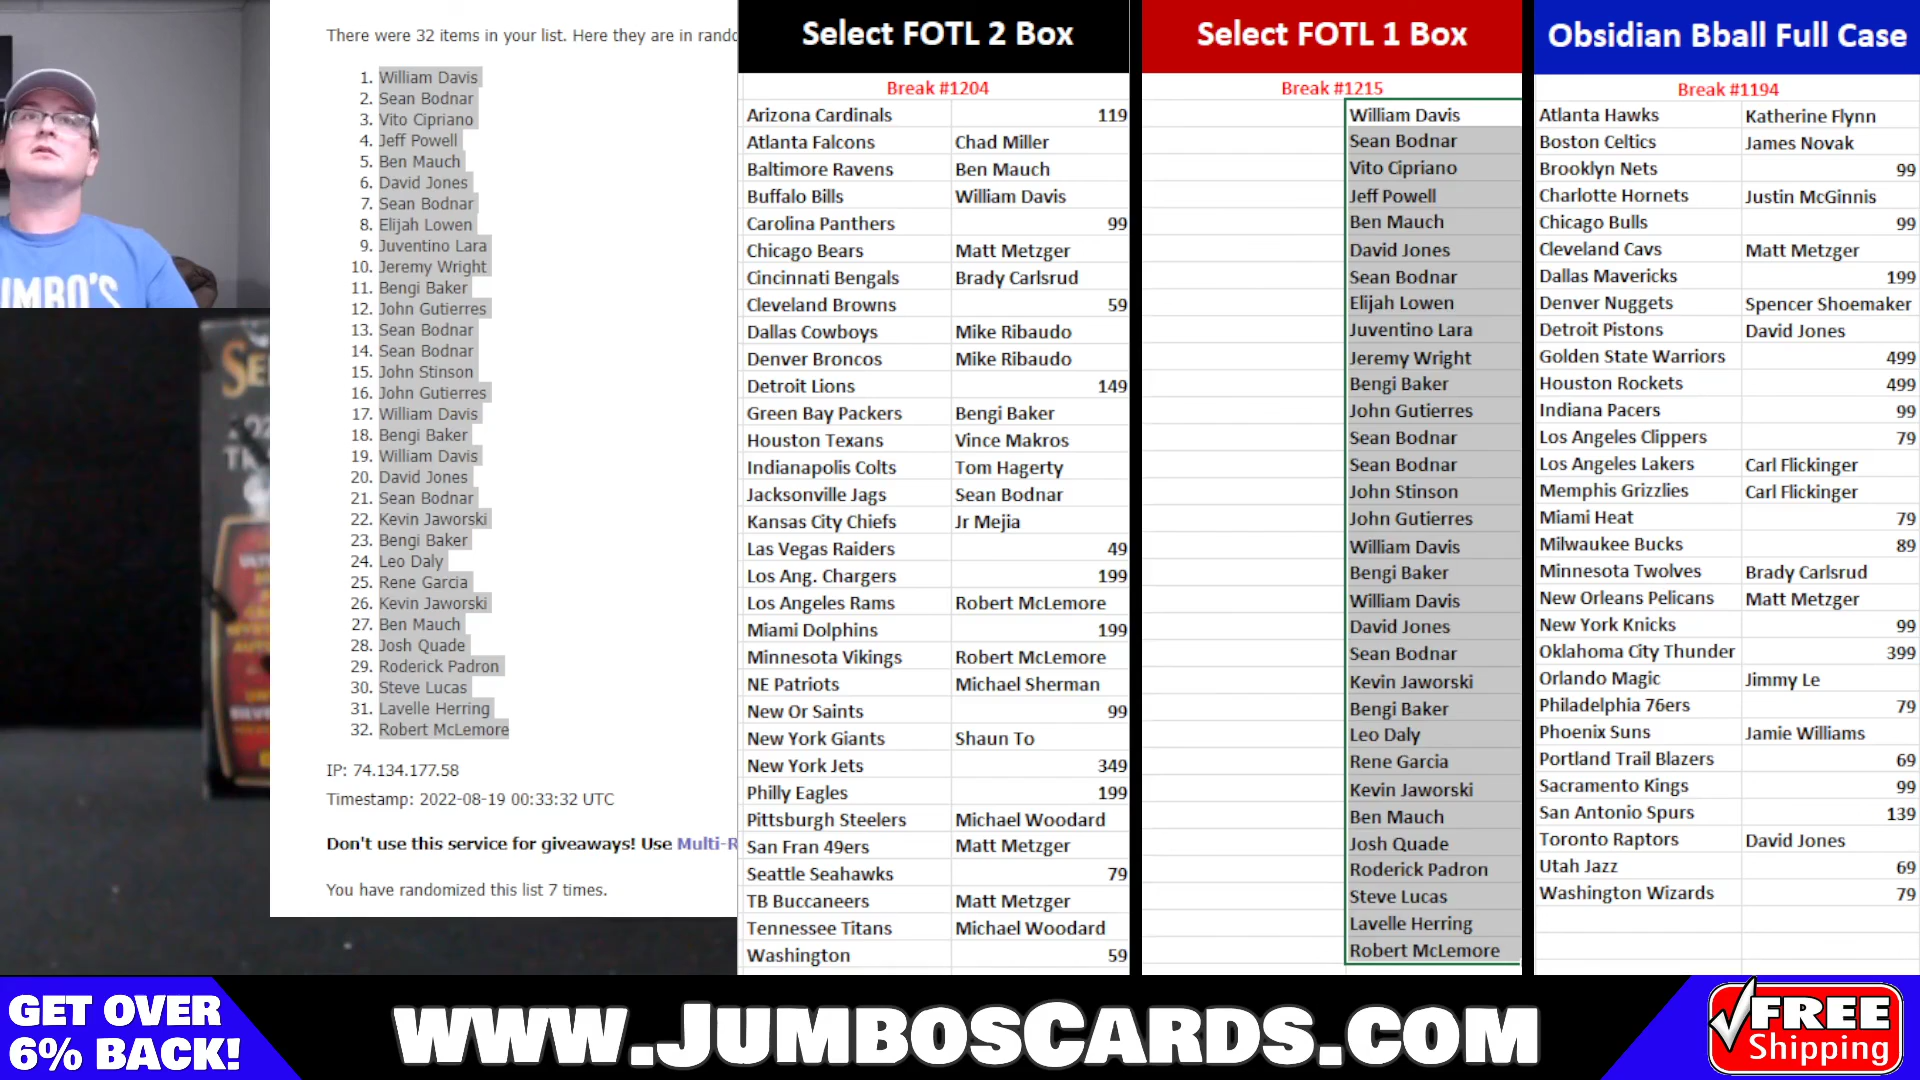 There were 32 items in your list. Here they are in rando
1. William Davis
2. Sean Bodnar
3. Vito Cipriano
4. Jeff Powell
5. Ben Mauch
6. David Jones
7. Sean Bodnar
8. Elijah Lowen
9. Juventino Lara
10. Jeremy Wright
11. Bengi Baker
12. John Gutierres
13. Sean Bodnar
14. Sean Bodnar
15. John Stinson
16. John Gutierres
17. William Davis
18. Bengi Baker
19. William Davis
20. David Jones
21. Sean Bodnar
22. Kevin Jaworski
23. Bengi Baker
24. Leo Daly
25. Rene Garcia
26. Kevin Jaworski
27. Ben Mauch
28. Josh Quade
29. Roderick Padron
30. Steve Lucas
31. Lavelle Herring
32. Robert McLemore
IP: 74.134.177.58
Timestamp: 2022-08-19 00:33:32 UTC
Don't use this service for giveaways! Use Multi-R
You have randomized this list 7 times.
Select FOTL 2 Box
Break #1204
Arizona Cardinals 119
Atlanta Falcons Chad Miller
Baltimore Ravens Ben Mauch
Buffalo Bills William Davis
Carolina Panthers 99
Chicago Bears Matt Metzger
Cincinnati Bengals Brady Carlsrud
Cleveland Browns 59
Dallas Cowboys Mike Ribaudo
Denver Broncos Mike Ribaudo
Detroit Lions 149
Green Bay Packers Bengi Baker
Houston Texans Vince Makros
Indianapolis Colts Tom Hagerty
Jacksonville Jags Sean Bodnar
Kansas City Chiefs Jr Mejia
Las Vegas Raiders 49
Los Ang. Chargers 199
Los Angeles Rams Robert McLemore
Miami Dolphins 199
Minnesota Vikings Robert McLemore
NE Patriots Michael Sherman
New Or Saints 99
New York Giants Shaun To
New York Jets 349
Philly Eagles 199
Pittsburgh Steelers Michael Woodard
San Fran 49ers Matt Metzger
Seattle Seahawks 79
TB Buccaneers Matt Metzger
Tennessee Titans Michael Woodard
Washington 59
Select FOTL 1 Box
Break #1215
William Davis
Sean Bodnar
Vito Cipriano
Jeff Powell
Ben Mauch
David Jones
Sean Bodnar
Elijah Lowen
Juventino Lara
Jeremy Wright
Bengi Baker
John Gutierres
Sean Bodnar
Sean Bodnar
John Stinson
John Gutierres
William Davis
Bengi Baker
William Davis
David Jones
Sean Bodnar
Kevin Jaworski
Bengi Baker
Leo Daly
Rene Garcia
Kevin Jaworski
Ben Mauch
Josh Quade
Roderick Padron
Steve Lucas
Lavelle Herring
Robert McLemore
Obsidian Bball Full Case
Break #1194
Atlanta Hawks Katherine Flynn
Boston Celtics James Novak
Brooklyn Nets 99
Charlotte Hornets Justin McGinnis
Chicago Bulls 99
Cleveland Cavs Matt Metzger
Dallas Mavericks 199
Denver Nuggets Spencer Shoemaker
Detroit Pistons David Jones
Golden State Warriors 499
Houston Rockets 499
Indiana Pacers 99
Los Angeles Clippers 79
Los Angeles Lakers Carl Flickinger
Memphis Grizzlies Carl Flickinger
Miami Heat 79
Milwaukee Bucks 89
Minnesota Twolves Brady Carlsrud
New Orleans Pelicans Matt Metzger
New York Knicks 99
Oklahoma City Thunder 399
Orlando Magic Jimmy Le
Philadelphia 76ers 79
Phoenix Suns Jamie Williams
Portland Trail Blazers 69
Sacramento Kings 99
San Antonio Spurs 139
Toronto Raptors David Jones
Utah Jazz 69
Washington Wizards 79
GET OVER
6% BACK!
WWW.JUMBOSCARDS.COM
FREE
Shipping